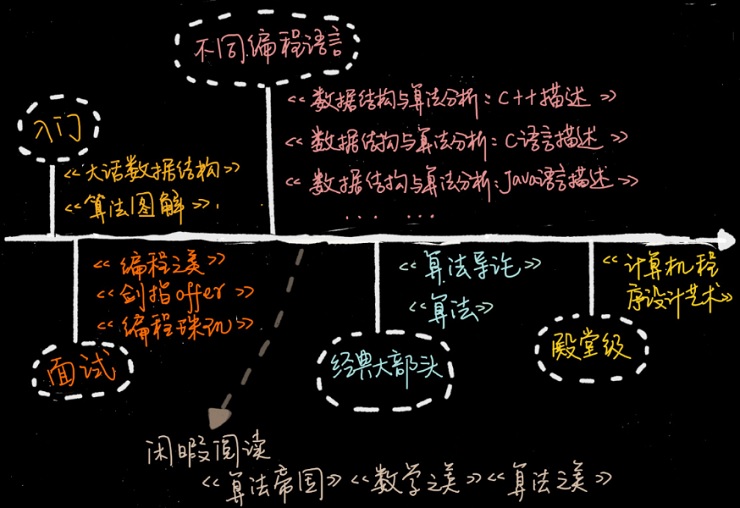 不同编程语言
<<数据结构与算法分析:C++描述>>
<<数据结构与算法分析:C语言描述>>
<<数据结构与算法分析:Java语言描述>>
... ...
入门
<<大话数据结构>>
<<算法图解>>.
<<编程之美>>
<<剑指offer>>
<<编程珠玑>>
面试
<<算法导论>>
<<算法>>
经典大部头
<<计算机程
序设计艺术>>
殿堂级
闲暇阅读
<<算法帝国>><<数学之美>><<算法之美>>